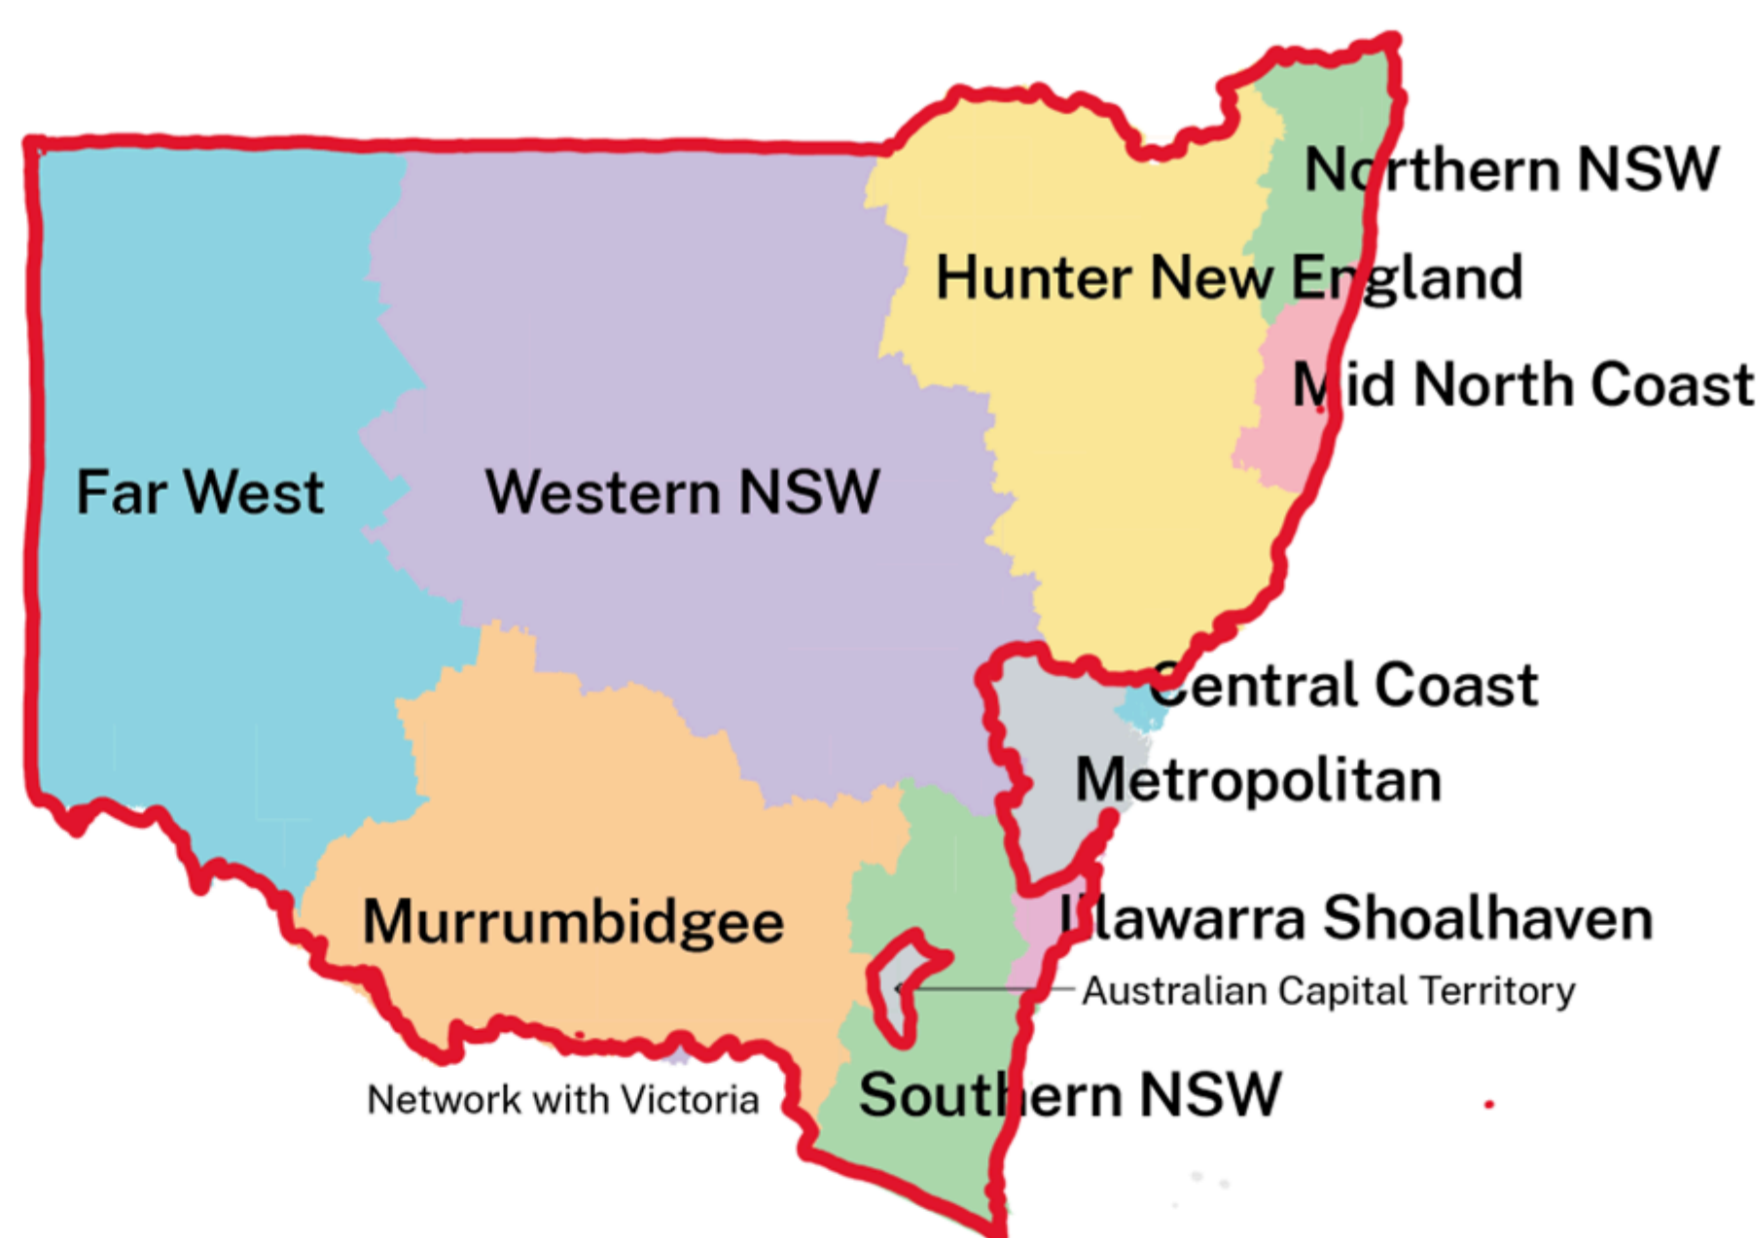 Northern NSW
Hunter New England
Mid North Coast
Far West
Western NSW
Central Coast
Metropolitan
Murrumbidgee
Illawarra Shoalhaven
Australian Capital Territory
Southern NSW
Network with Victoria